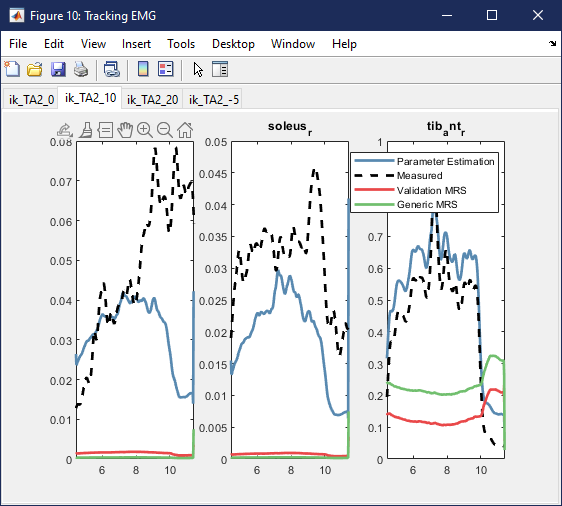 Figure 10: Tracking EMG
File Edit View Insert Tools Desktop Window Help
ik_TA2_0 ik_TA2_10 ik_TA2_20 ik_TA2_-5
soleus_r tib_ant_r
0.08
0.07
0.06
0.05
0.04
0.03
0.02
0.01
0
6 8 10
0.05
0.045
0.04
0.035
0.03
0.025
0.02
0.015
0.01
0.005
0
6 8 10
1
0.7
0.6
0.5
0.4
0.3
0.2
0.1
0
6 8 10
Parameter Estimation
Measured
Validation MRS
Generic MRS